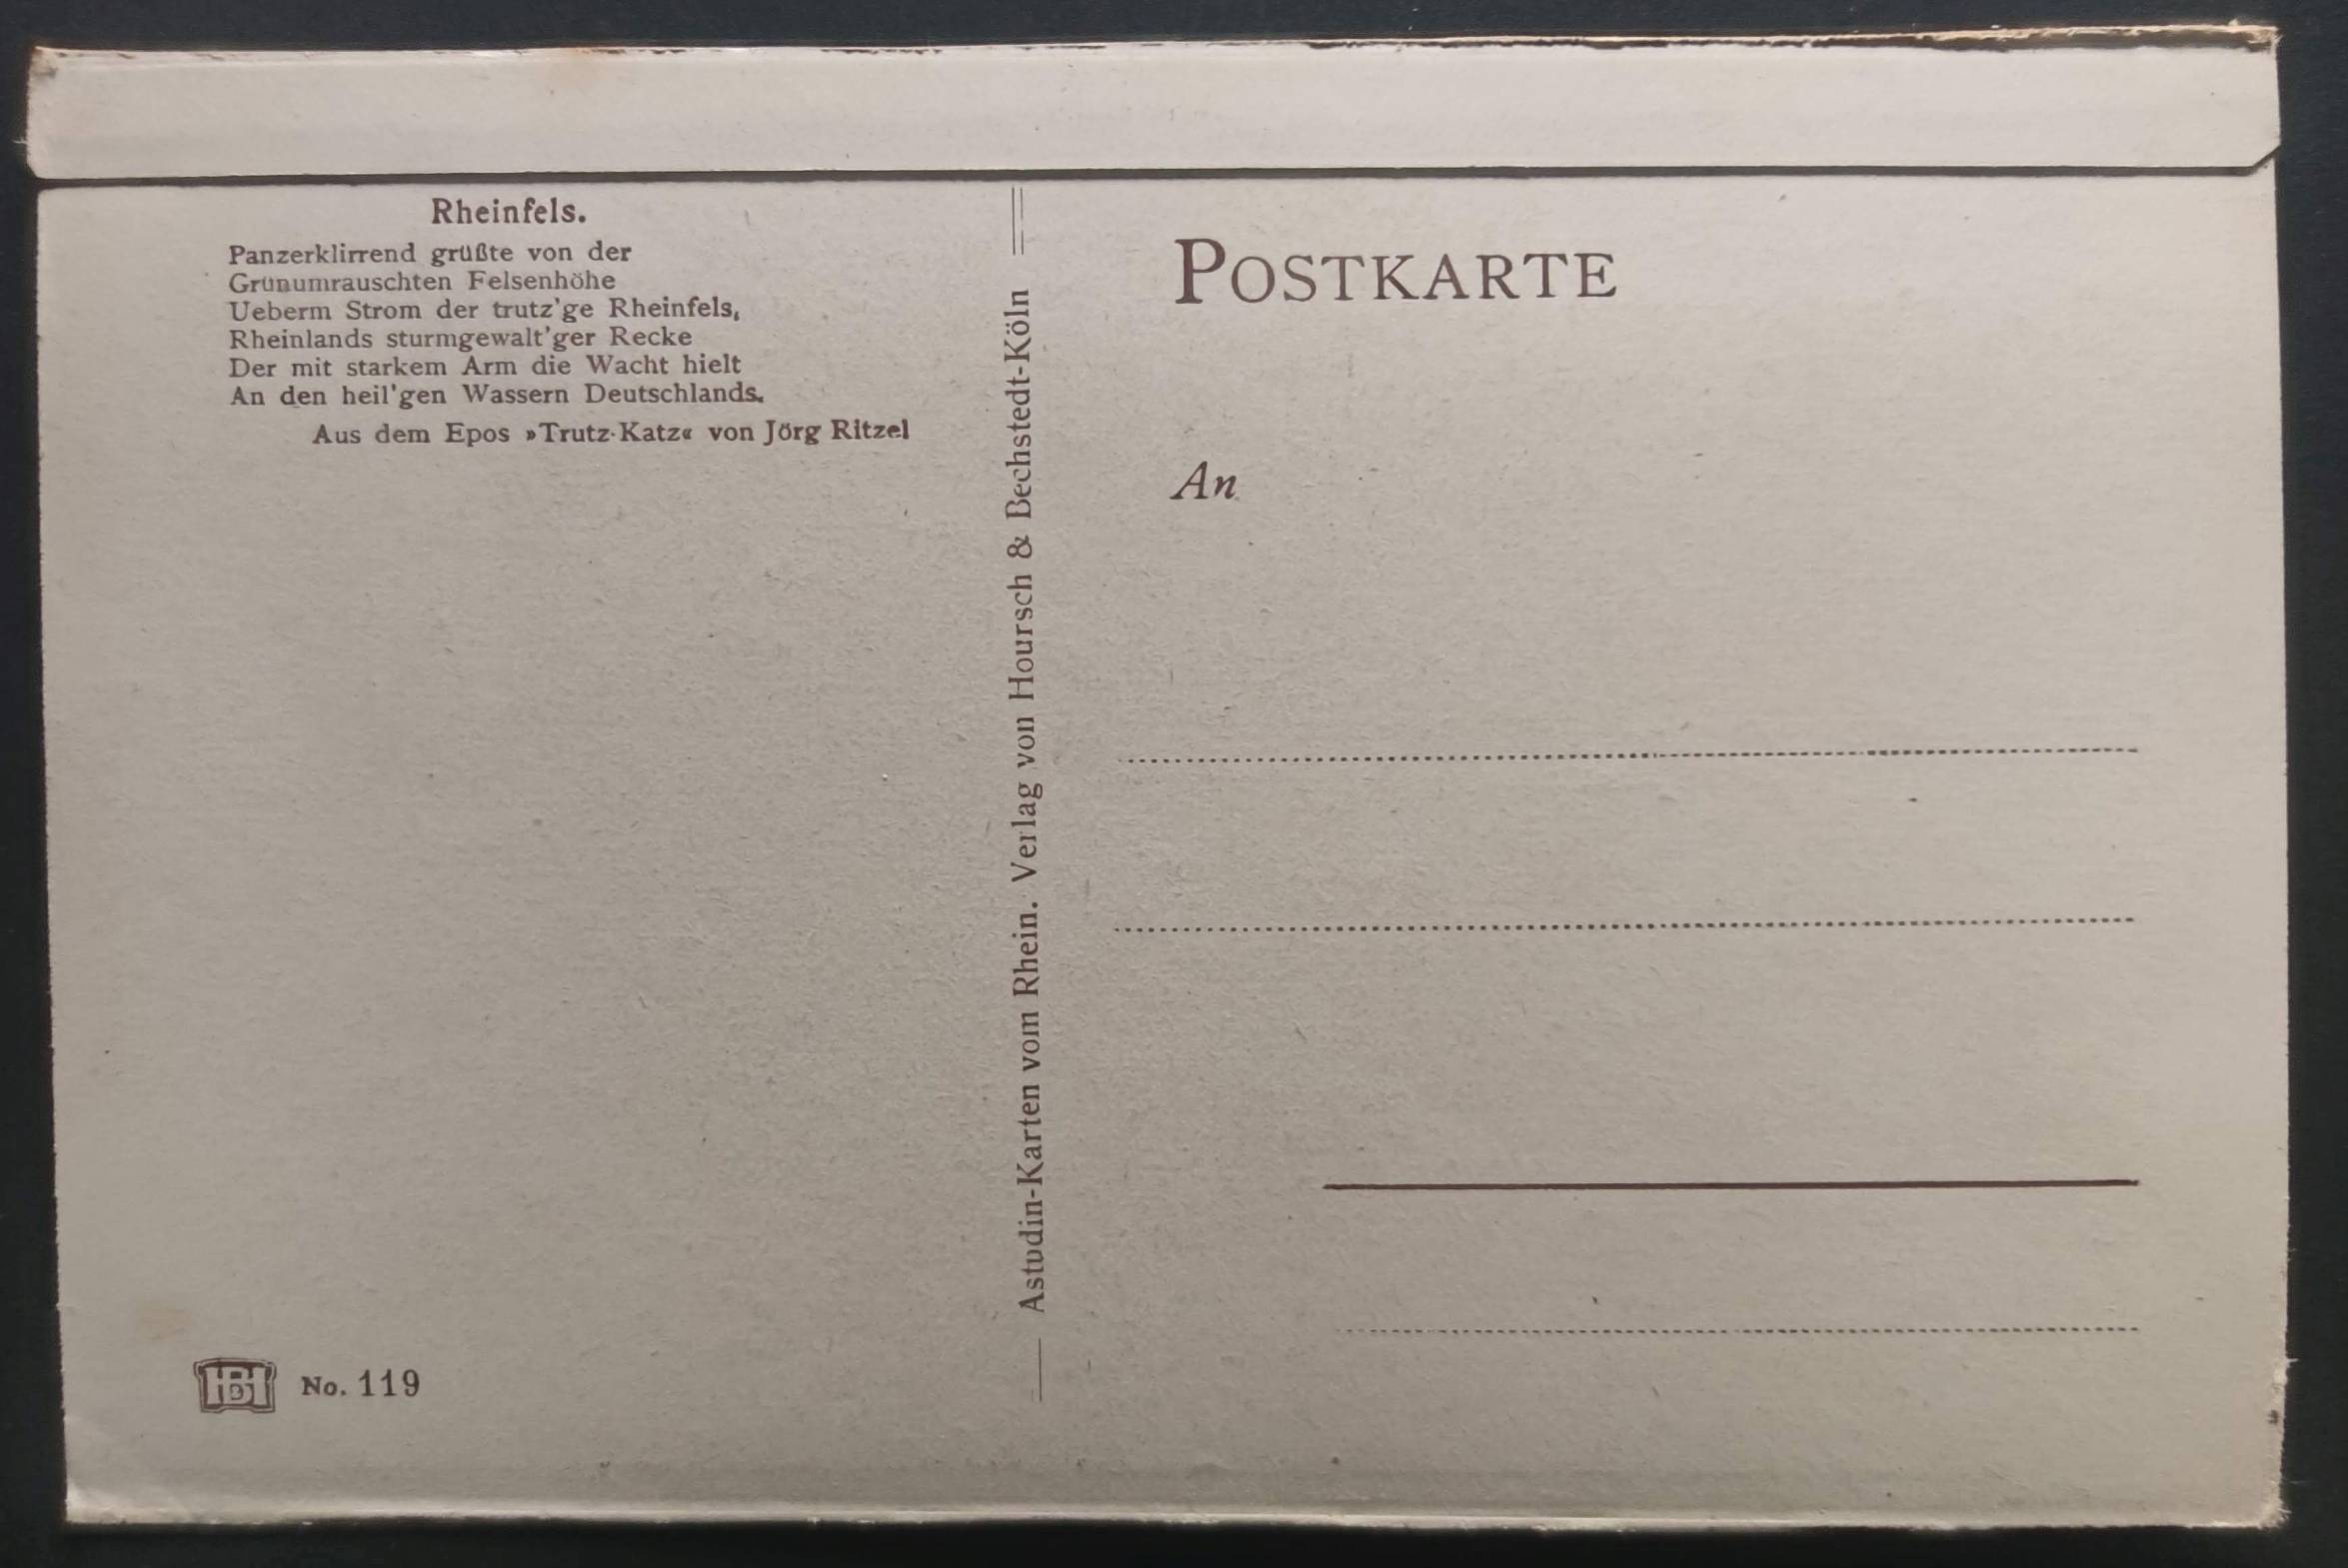 Rheinfels.
Panzerklirrend grüßte von der
Grünumrauschten Felsenhöhe
Ueberm Strom der trutz'ge Rheinfels,
Rheinlands sturmgewalt'ger Recke
Der mit starkem Arm die Wacht hielt
An den heil'gen Wassern Deutschlands.
Aus dem Epos »Trutz-Katz« von Jörg Ritzel
No. 119
Astudin-Karten vom Rhein. Verlag von Hoursch & Bechstedt-Köln
POSTKARTE
An